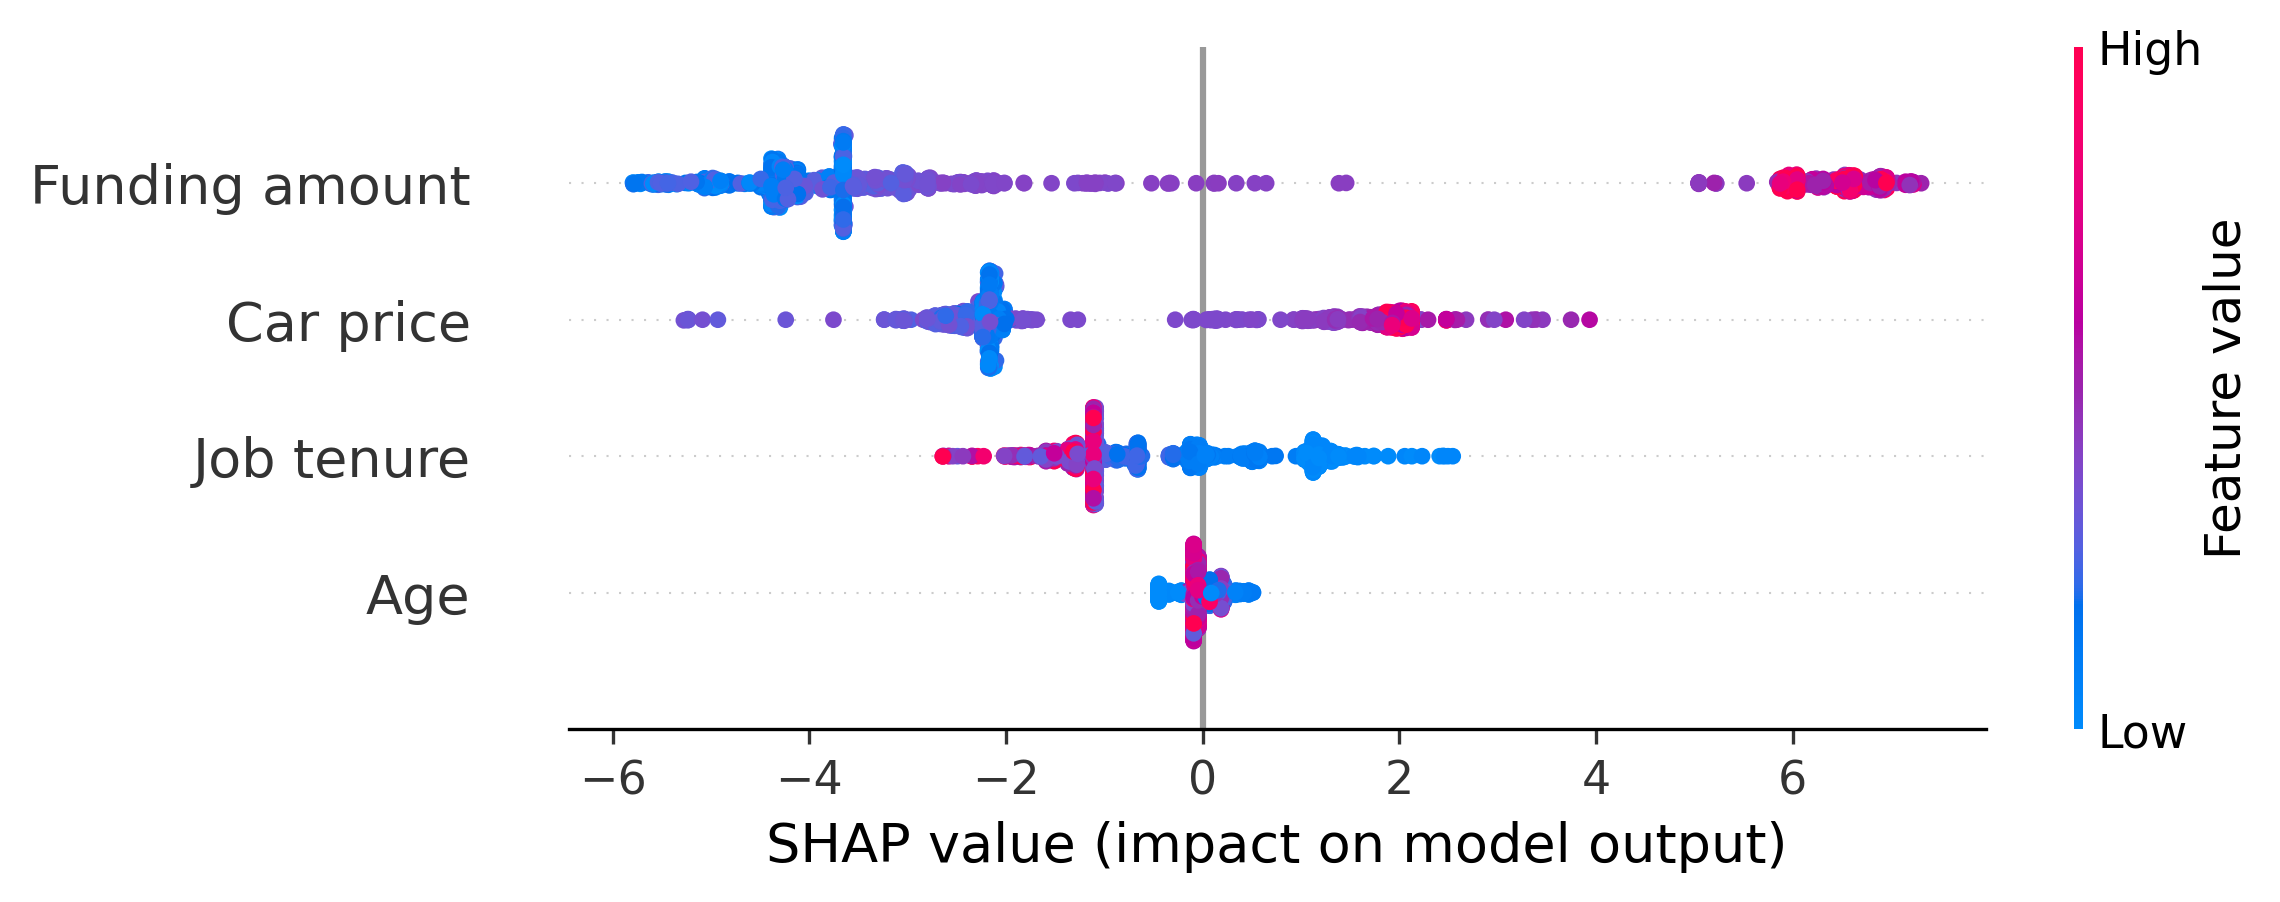 High
Funding amount
Car price
Job tenure
Age
Feature value
Low
−6 −4 −2 0 2 4 6
SHAP value (impact on model output)